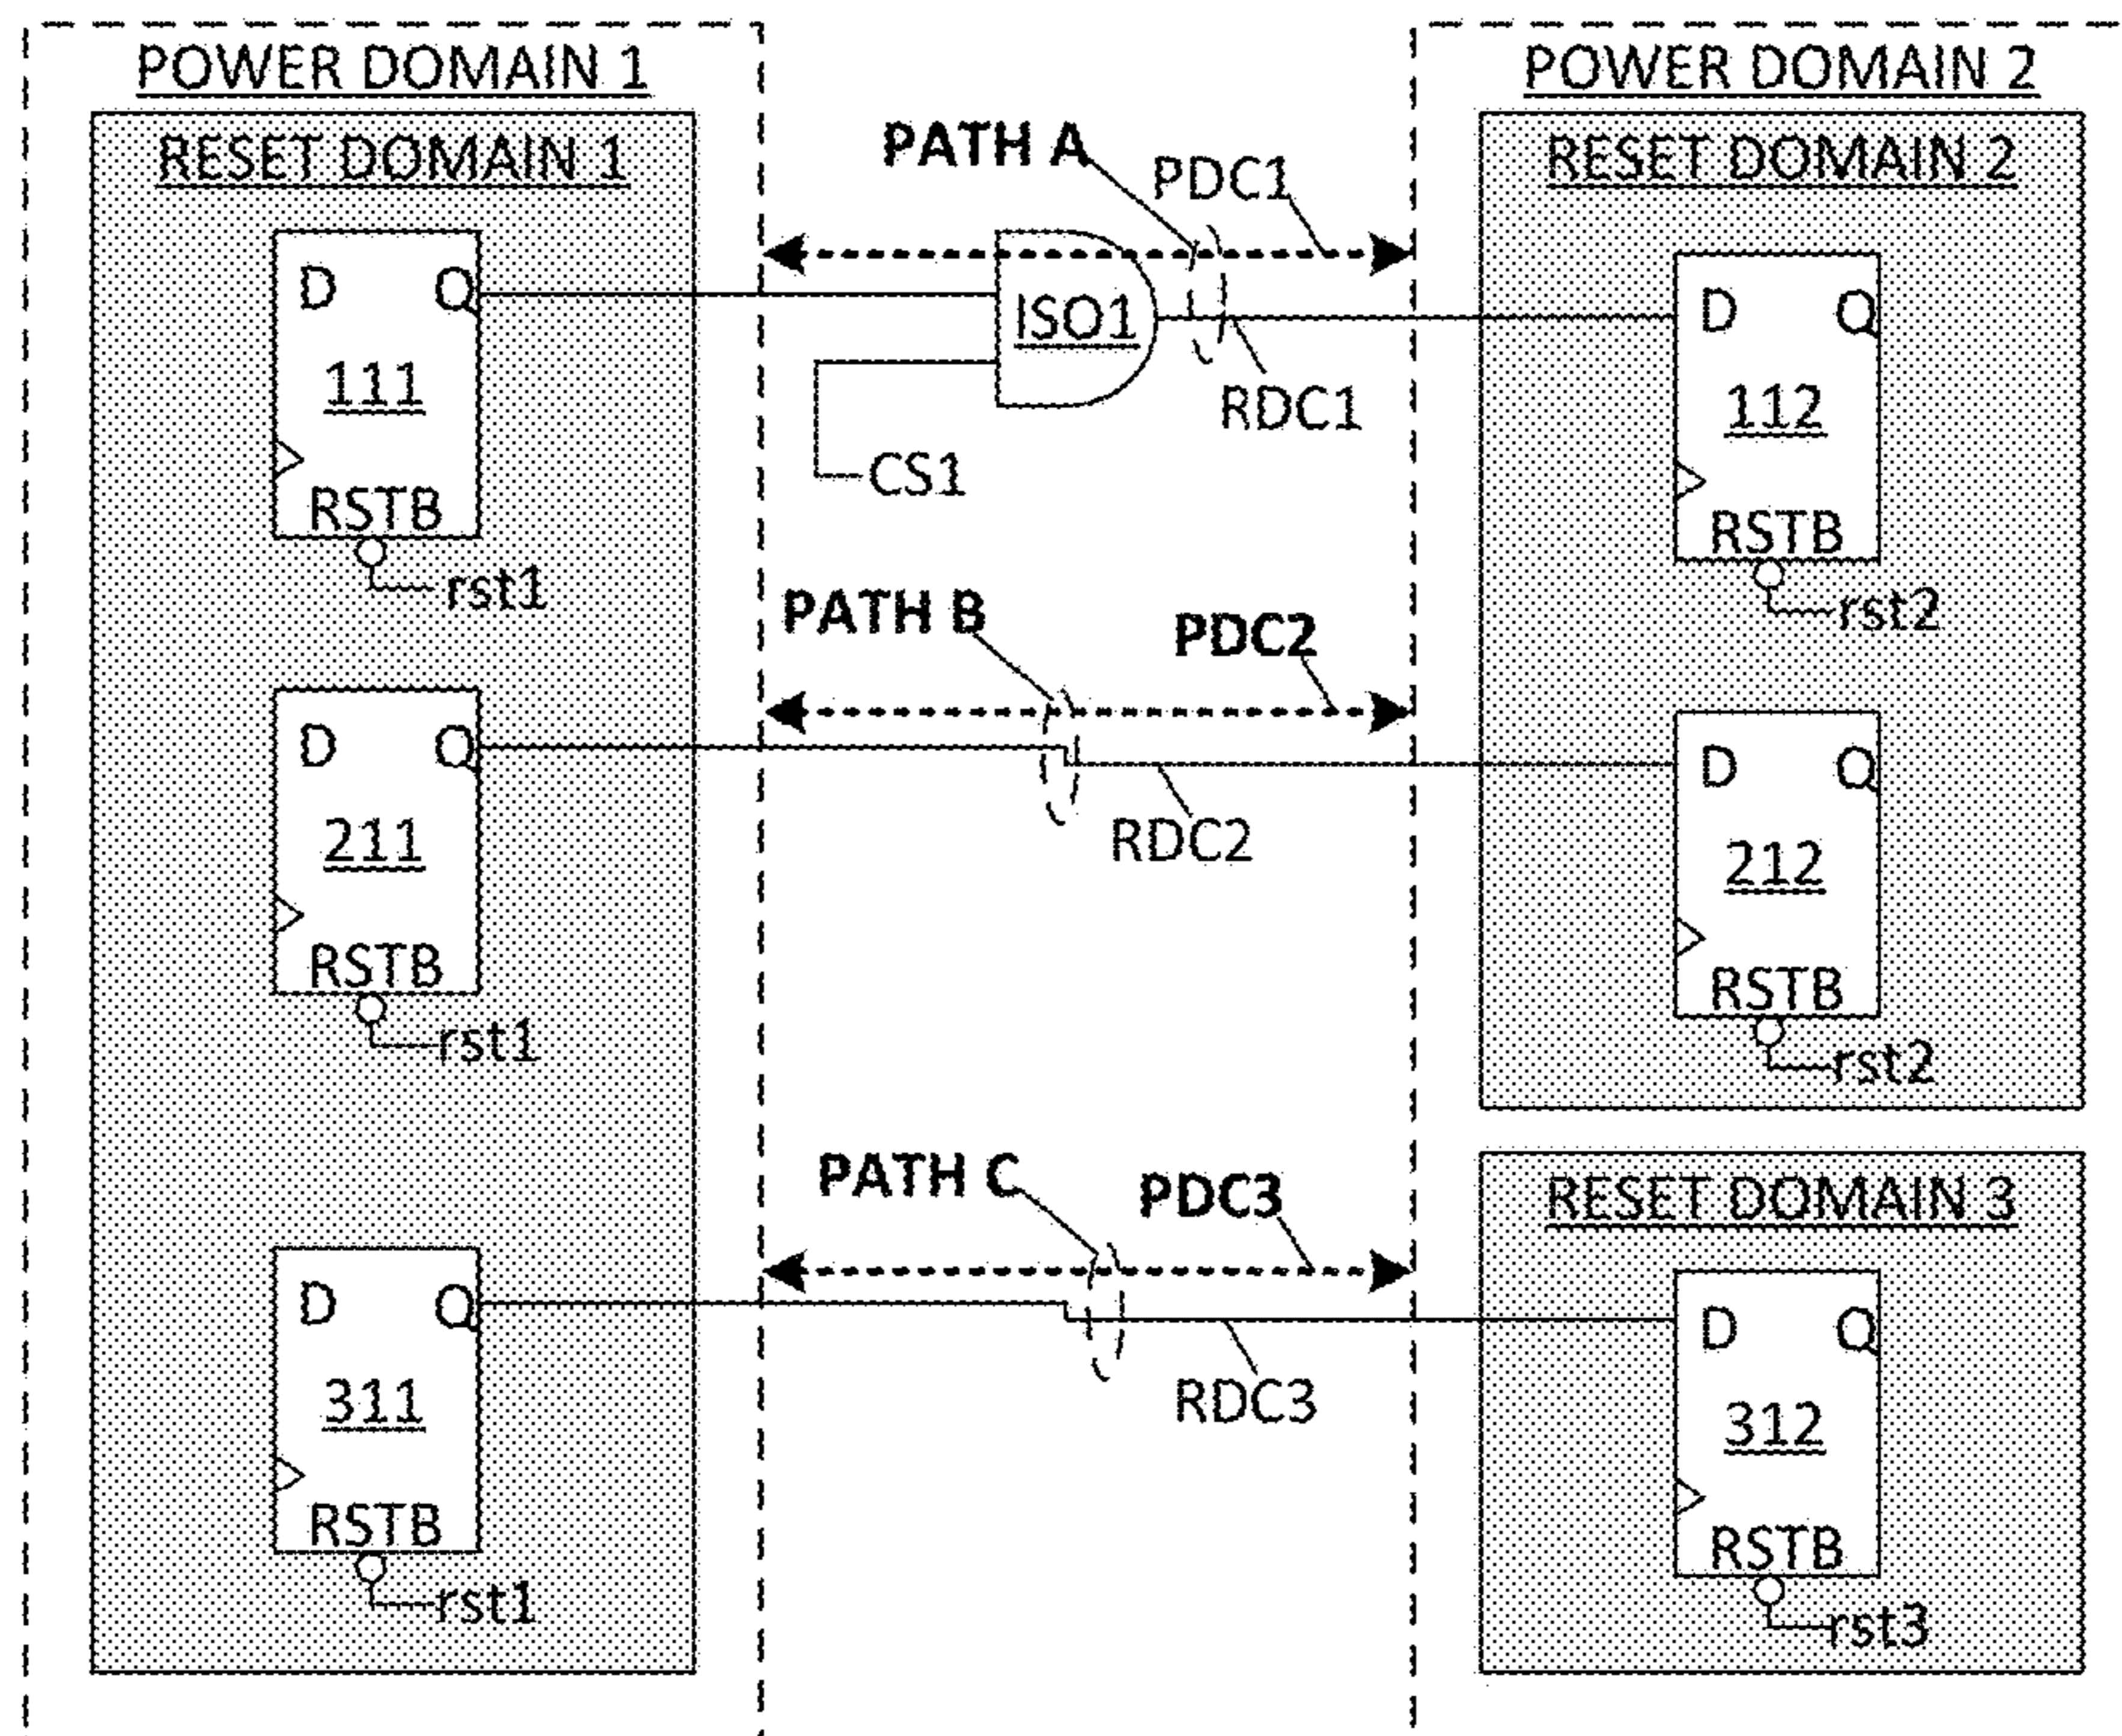 POWER DOMAIN 1
POWER DOMAIN 2
RESET DOMAIN 1
RESET DOMAIN 2
PATH A
PDC1
D Q
111
RSTB
rst1
ISO1
CS1
RDC1
D Q
112
RSTB
rst2
PATH B
PDC2
D Q
211
RSTB
rst1
RDC2
D Q
212
RSTB
rst2
PATH C
PDC3
RESET DOMAIN 3
D Q
311
RSTB
rst1
RDC3
D Q
312
RSTB
rst3